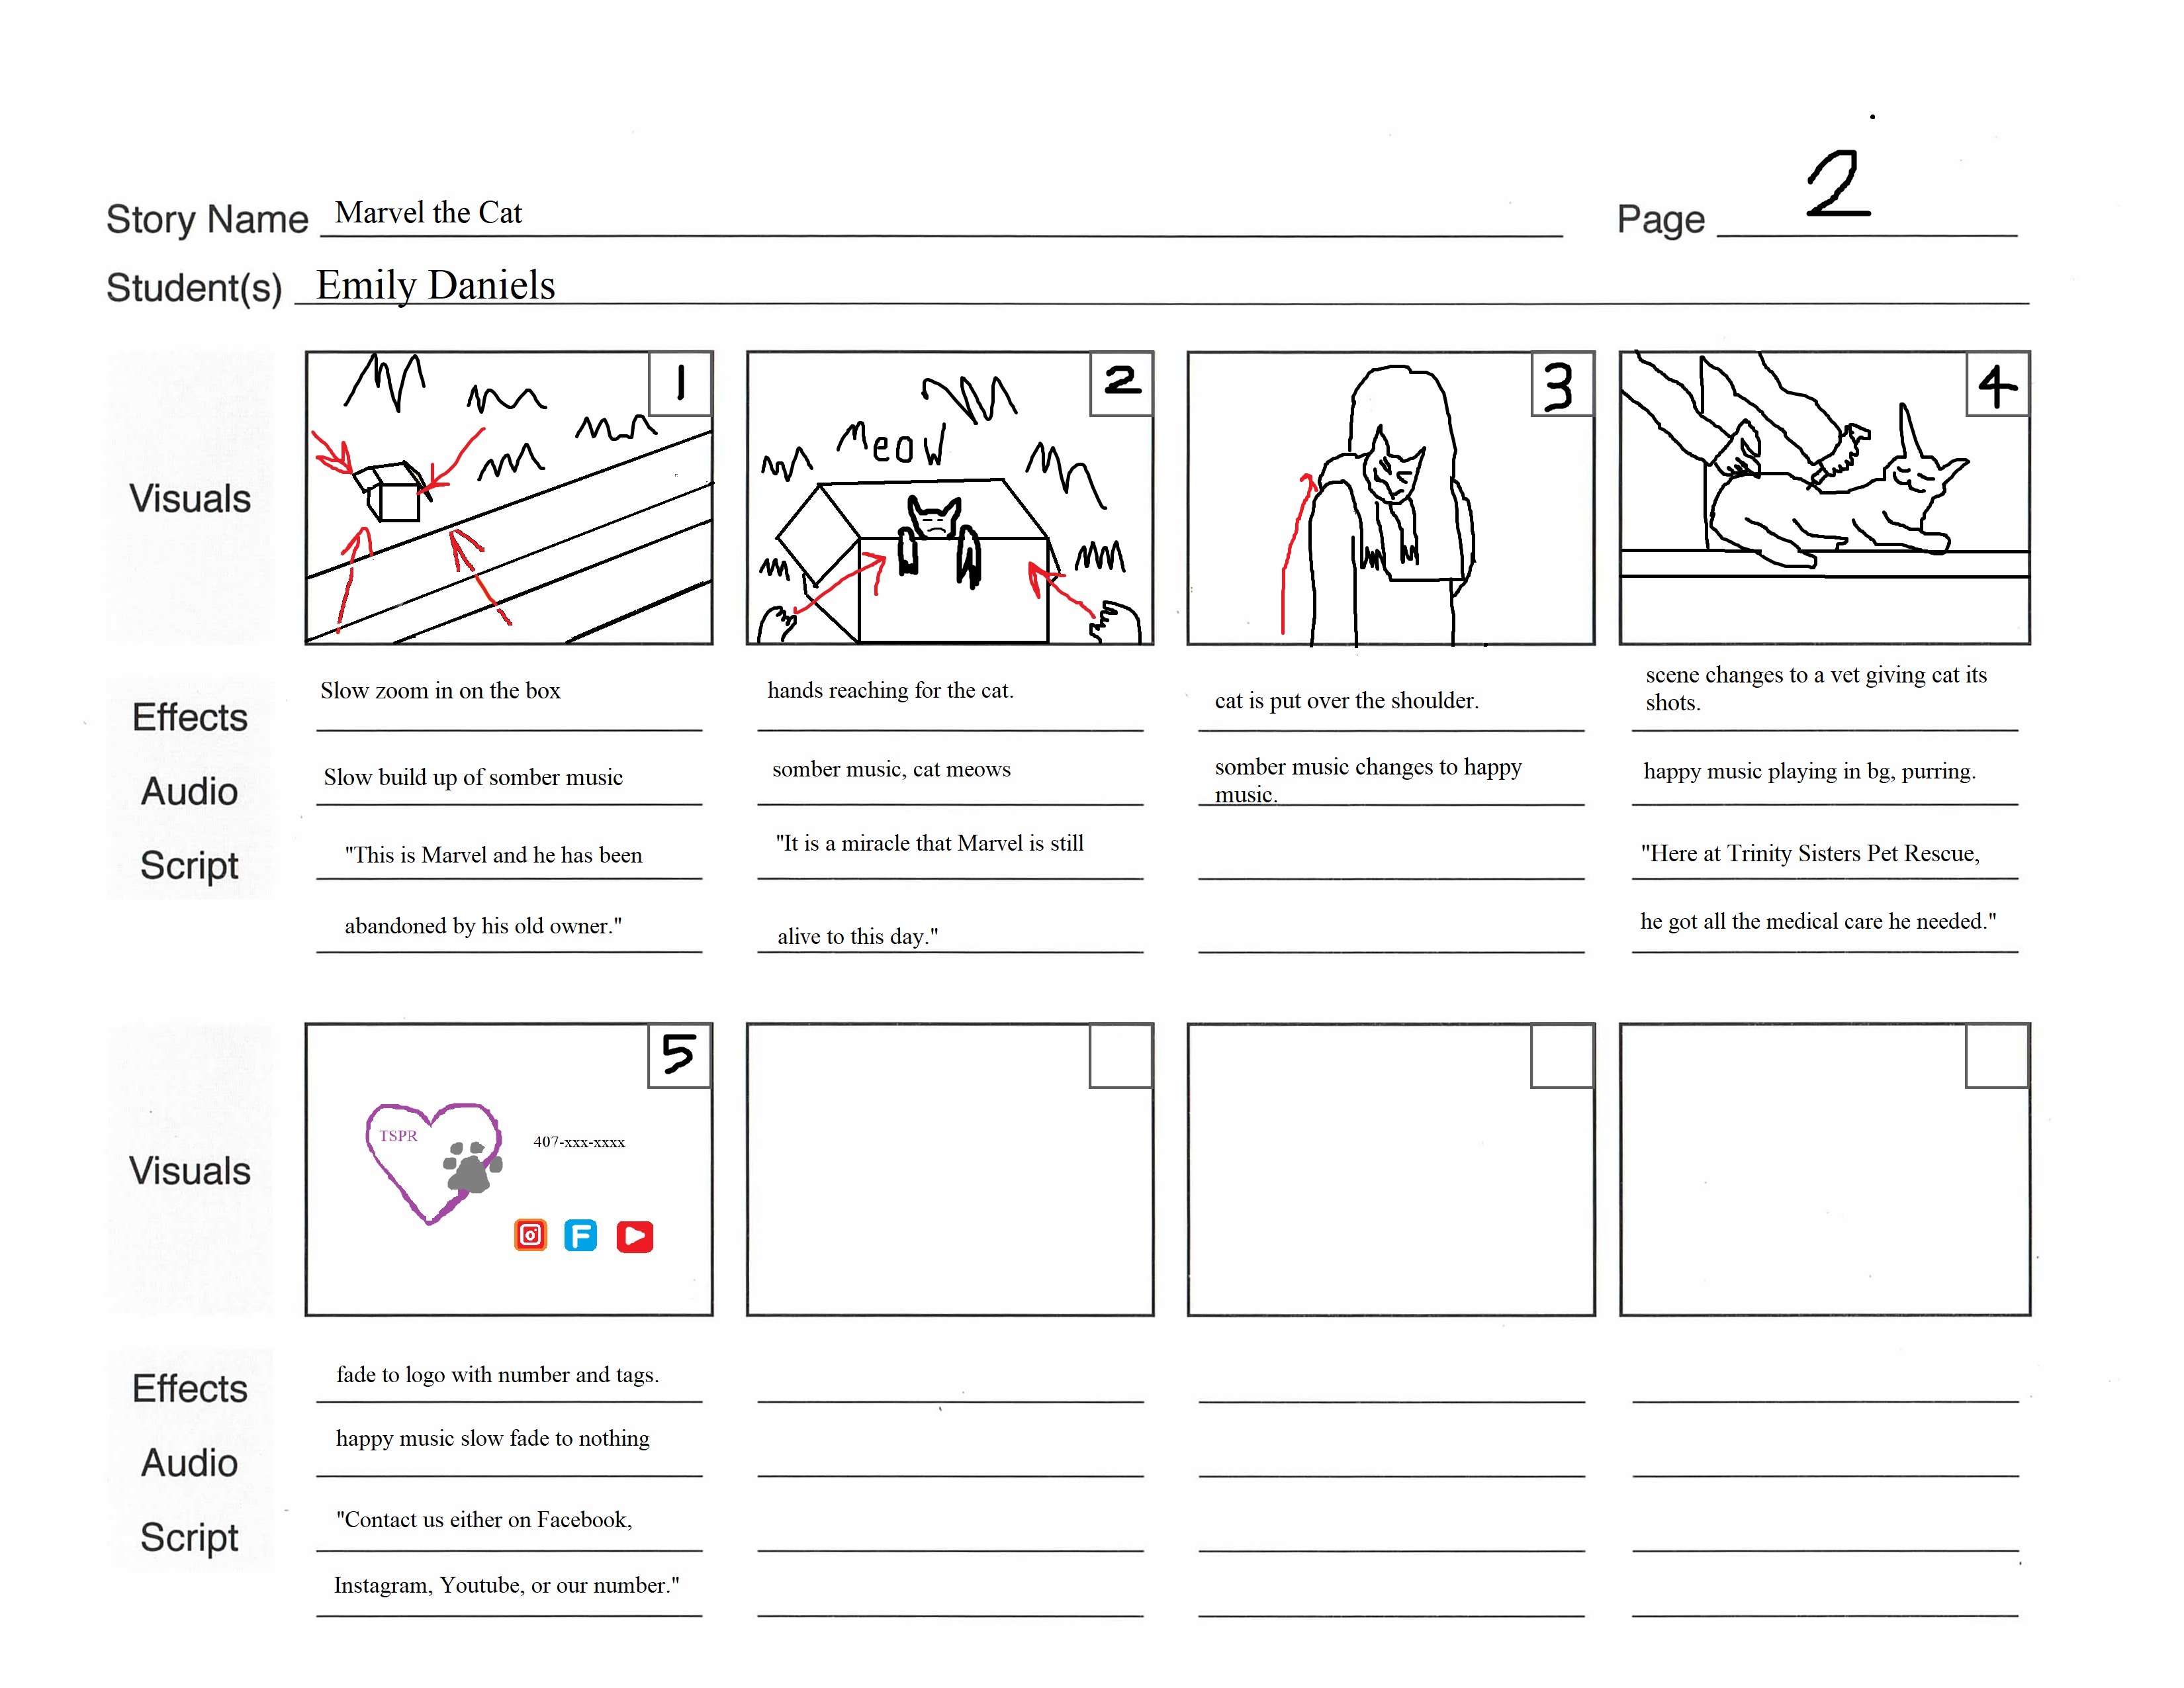 2
Story Name Marvel the Cat Page
Student(s) Emily Daniels
1 2 3 4
Visuals
Meow
Effects
Slow zoom in on the box
hands reaching for the cat.
cat is put over the shoulder.
scene changes to a vet giving cat its
shots.
Audio
Slow build up of somber music
somber music, cat meows
somber music changes to happy
music.
happy music playing in bg, purring.
Script
"This is Marvel and he has been
abandoned by his old owner."
"It is a miracle that Marvel is still
alive to this day."
"Here at Trinity Sisters Pet Rescue,
he got all the medical care he needed."
5
Visuals
TSPR
407-xxx-xxxx
F
Effects
fade to logo with number and tags.
Audio
happy music slow fade to nothing
Script
"Contact us either on Facebook,
Instagram, Youtube, or our number."